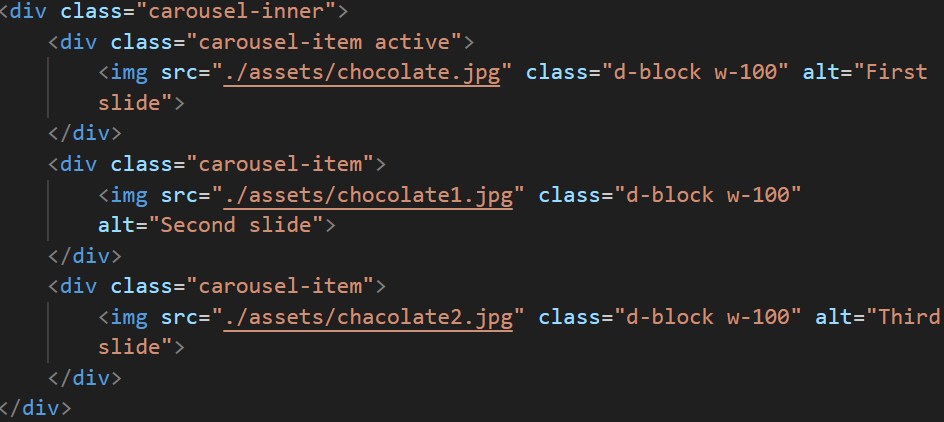 <div class="carousel-inner">
<div class="carousel-item active">
<img src="./assets/chocolate.jpg" class="d-block w-100" alt="First
slide">
</div>
<div class="carousel-item">
<img src="./assets/chocolate1.jpg" class="d-block w-100"
alt="Second slide">
</div>
<div class="carousel-item">
<img src="./assets/chacolate2.jpg" class="d-block w-100" alt="Third
slide">
</div>
</div>